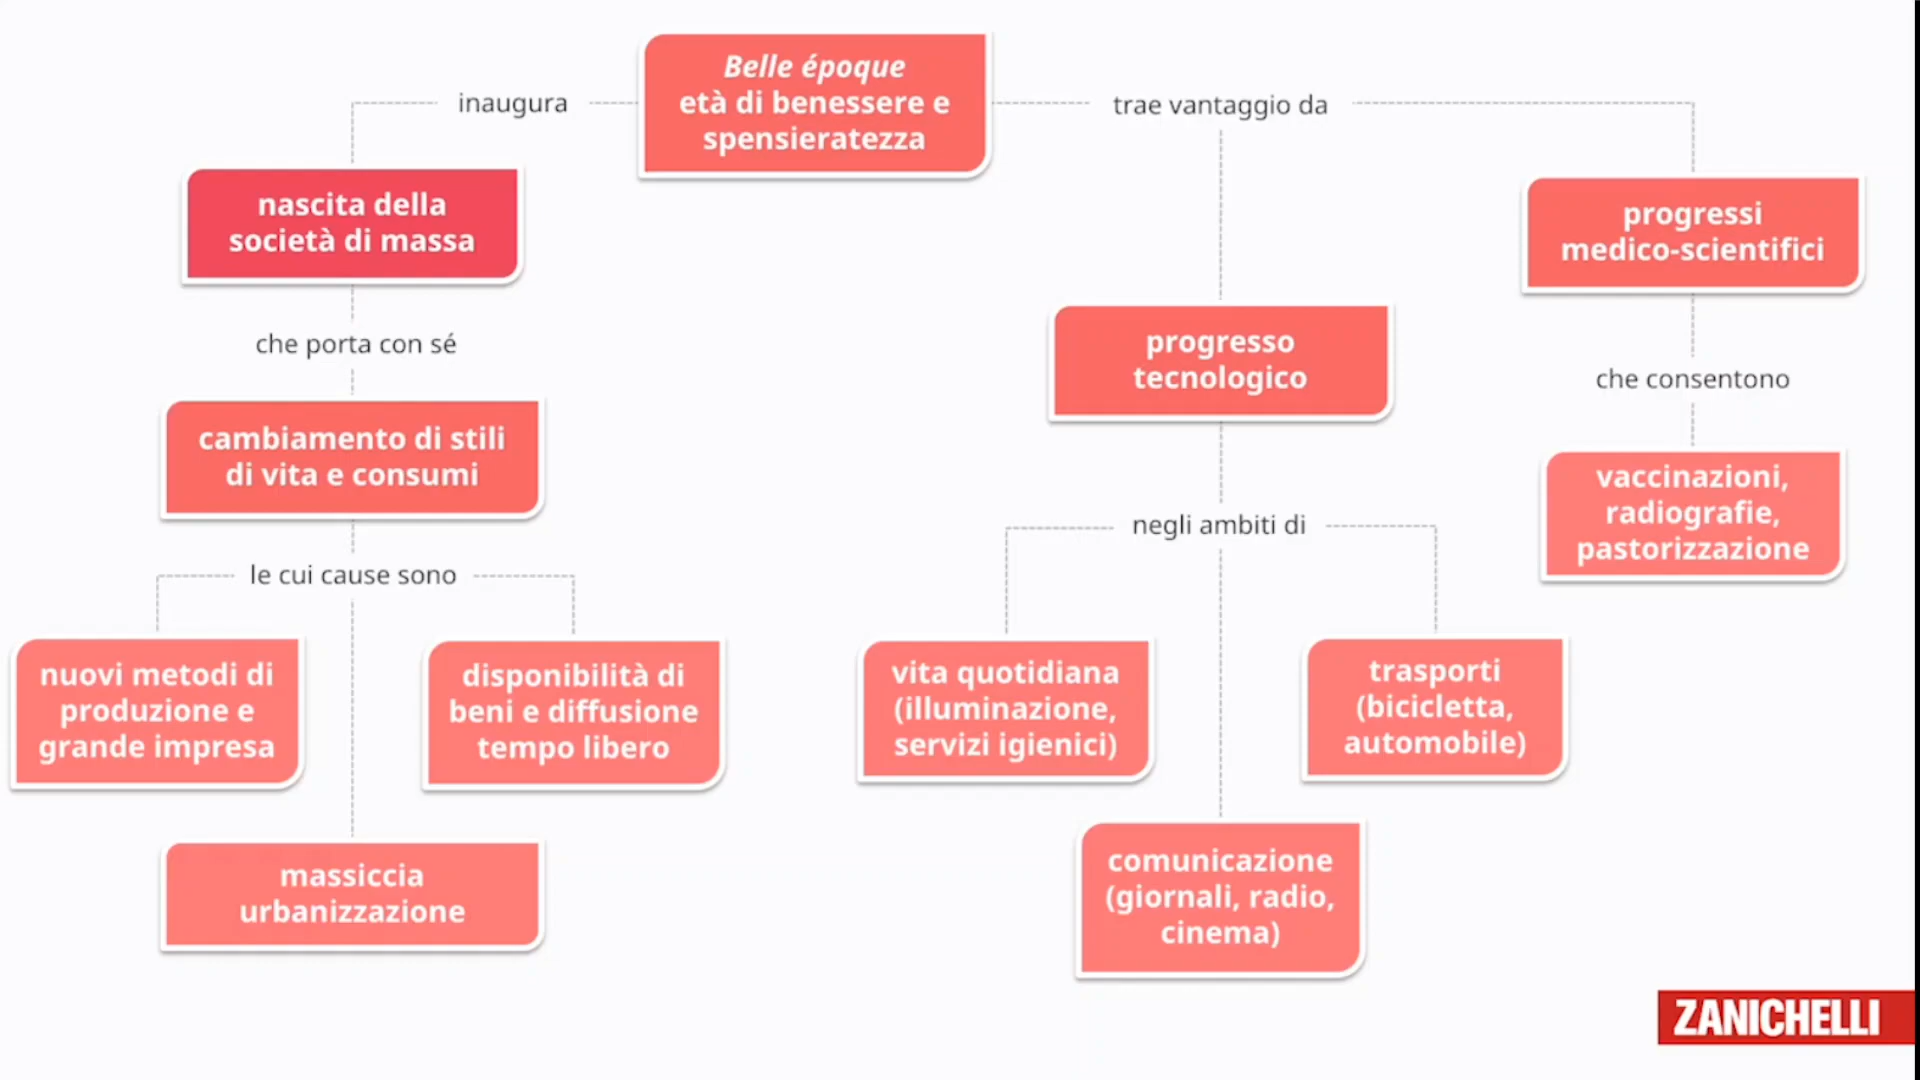 Belle époque
età di benessere e
spensieratezza
inaugura
trae vantaggio da
nascita della
società di massa
che porta con sé
cambiamento di stili
di vita e consumi
le cui cause sono
nuovi metodi di
produzione e
grande impresa
disponibilità di
beni e diffusione
tempo libero
massiccia
urbanizzazione
progresso
tecnologico
negli ambiti di
vita quotidiana
(illuminazione,
servizi igienici)
trasporti
(bicicletta,
automobile)
comunicazione
(giornali, radio,
cinema)
progressi
medico-scientifici
che consentono
vaccinazioni,
radiografie,
pastorizzazione
ZANICHELLI